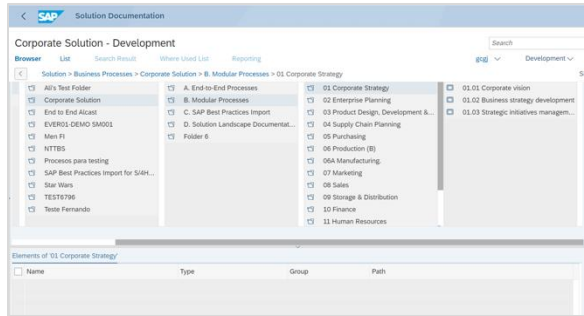 SAP Solution Documentation
Corporate Solution - Development
Search
Browser List Search Result Where Used List Reporting
gcgj Development
Solution > Business Processes > Corporate Solution > B. Modular Processes > 01 Corporate Strategy
S
Ali's Test Folder
Corporate Solution
End to End Alcast
EVER01-DEMO SM001
Men FI
NTTBS
Procesos para testing
SAP Best Practices Import for S/4H...
Star Wars
TEST6796
Teste Fernando
A. End-to-End Processes
B. Modular Processes
C. SAP Best Practices Import
D. Solution Landscape Documentat...
Folder 6
01 Corporate Strategy
02 Enterprise Planning
03 Product Design, Development &...
04 Supply Chain Planning
05 Purchasing
06 Production (B)
06A Manufacturing
07 Marketing
08 Sales
09 Storage & Distribution
10 Finance
11 Human Resources
01.01 Corporate vision
01.02 Business strategy development
01.03 Strategic initiatives managem...
Elements of '01 Corporate Strategy'
Name Type Group Path